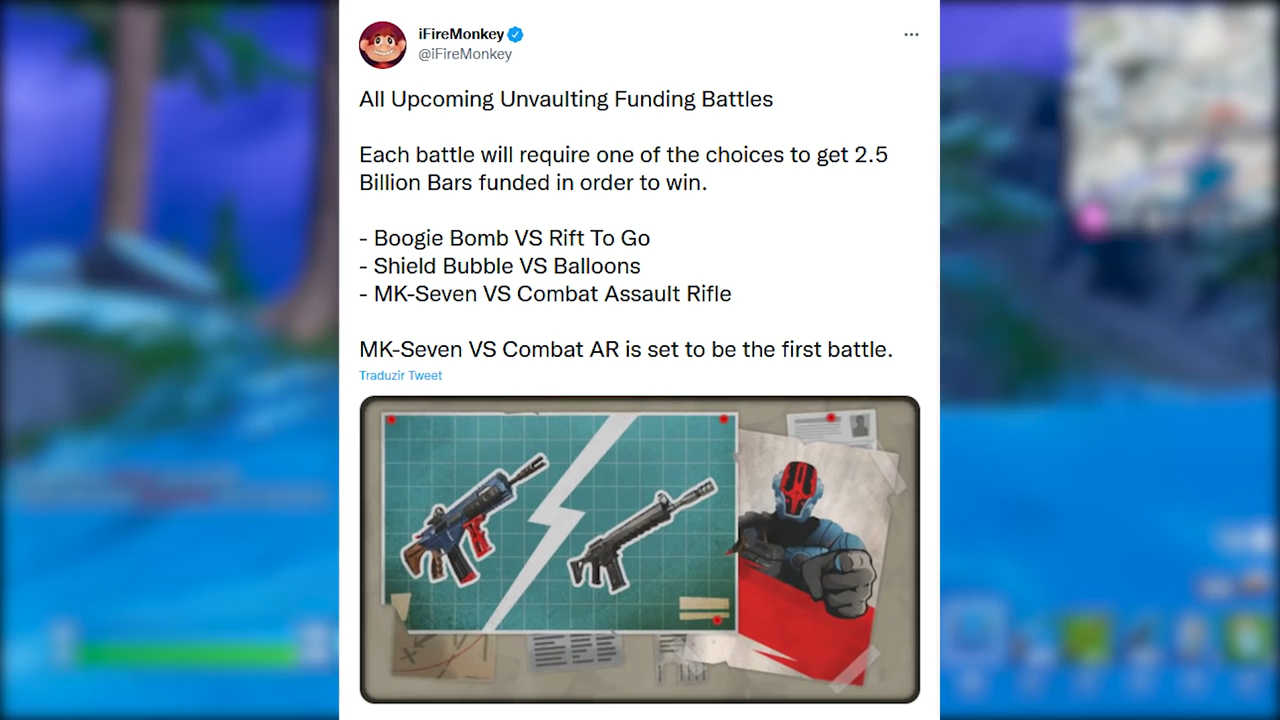 iFireMonkey
@iFireMonkey
All Upcoming Unvaulting Funding Battles
Each battle will require one of the choices to get 2.5
Billion Bars funded in order to win.
- Boogie Bomb VS Rift To Go
- Shield Bubble VS Balloons
- MK-Seven VS Combat Assault Rifle
MK-Seven VS Combat AR is set to be the first battle.
Traduzir Tweet